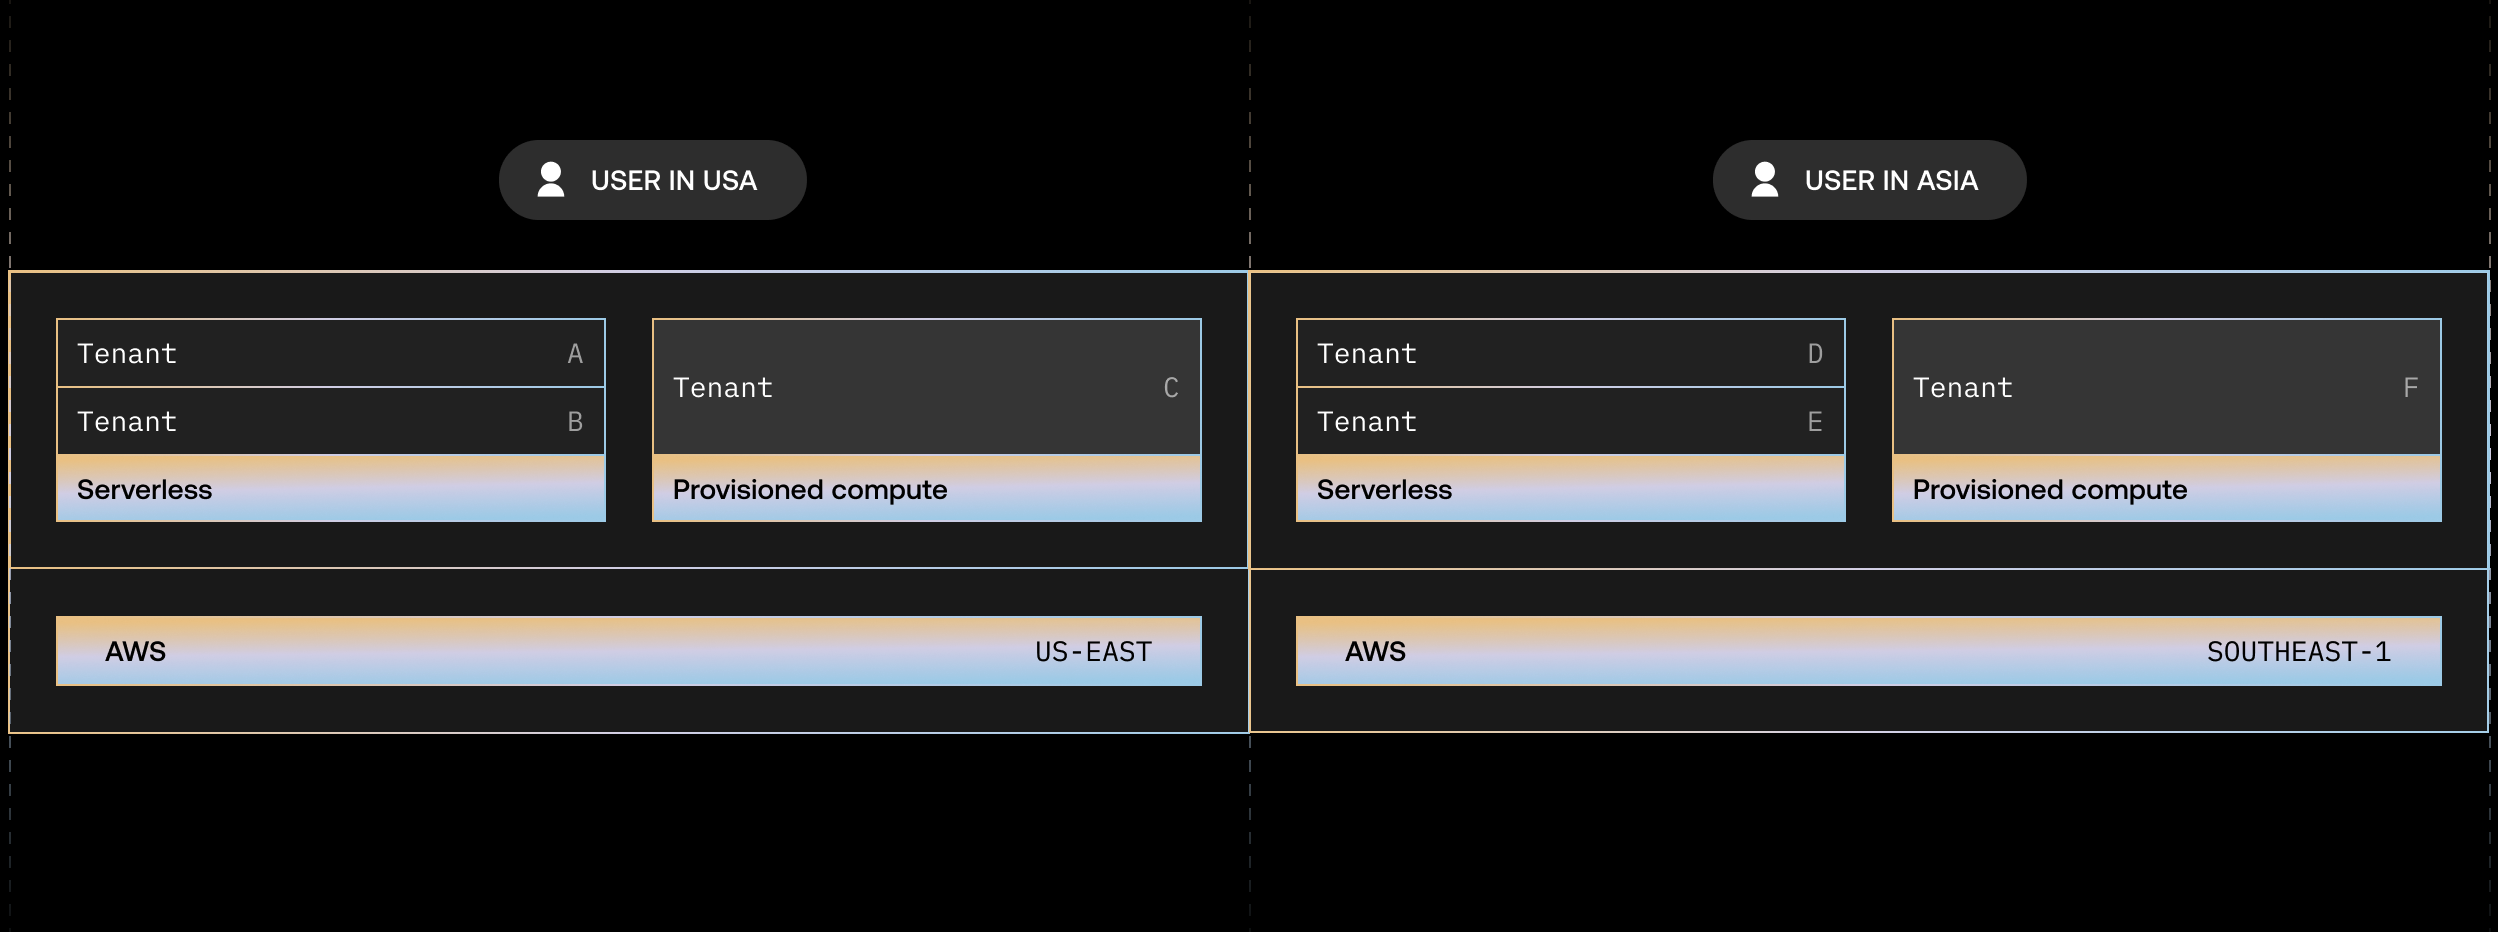 USER IN USA
USER IN ASIA
Tenant A
Tenant B
Serverless
Tenant C
Provisioned compute
Tenant D
Tenant E
Serverless
Tenant F
Provisioned compute
AWS US-EAST
AWS SOUTHEAST-1